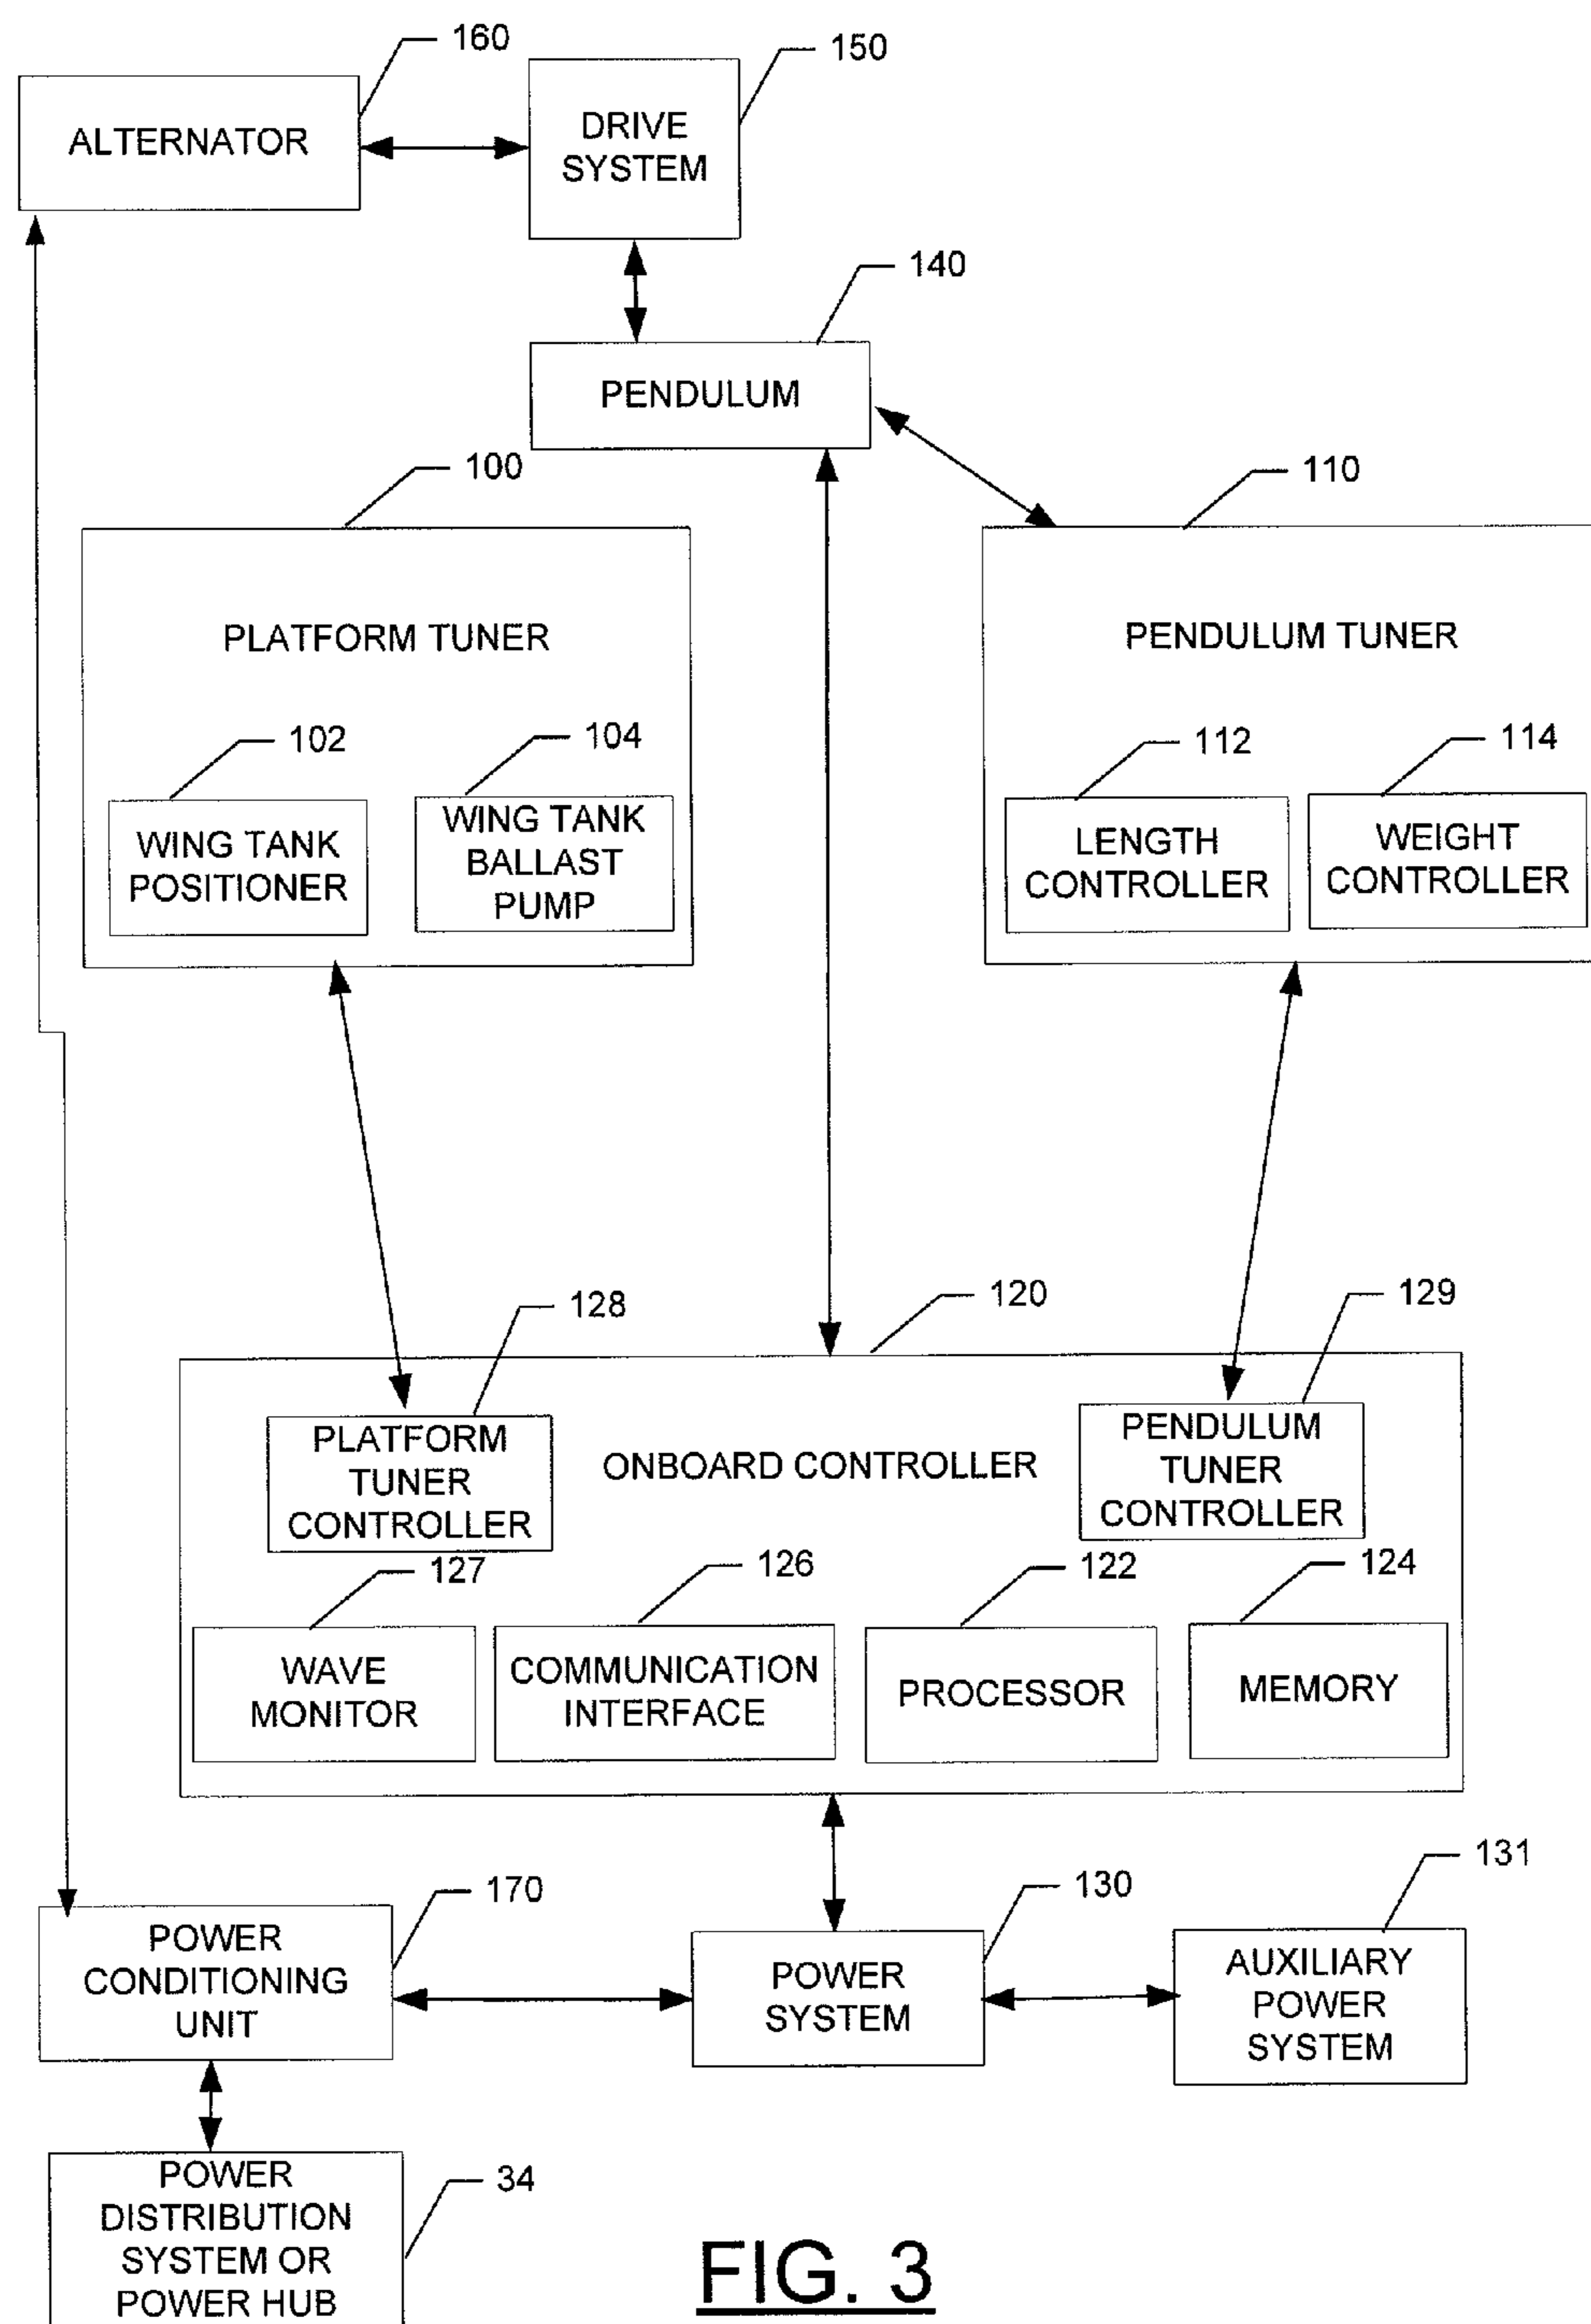 160
150
ALTERNATOR
DRIVE
SYSTEM
140
PENDULUM
100
110
PLATFORM TUNER
PENDULUM TUNER
102
104
112
114
WING TANK
POSITIONER
WING TANK
BALLAST
PUMP
LENGTH
CONTROLLER
WEIGHT
CONTROLLER
128
120
129
PLATFORM
TUNER
CONTROLLER
ONBOARD CONTROLLER
PENDULUM
TUNER
CONTROLLER
127
126
122
124
WAVE
MONITOR
COMMUNICATION
INTERFACE
PROCESSOR
MEMORY
170
130
131
POWER
CONDITIONING
UNIT
POWER
SYSTEM
AUXILIARY
POWER
SYSTEM
POWER
DISTRIBUTION
SYSTEM OR
POWER HUB
34
FIG. 3